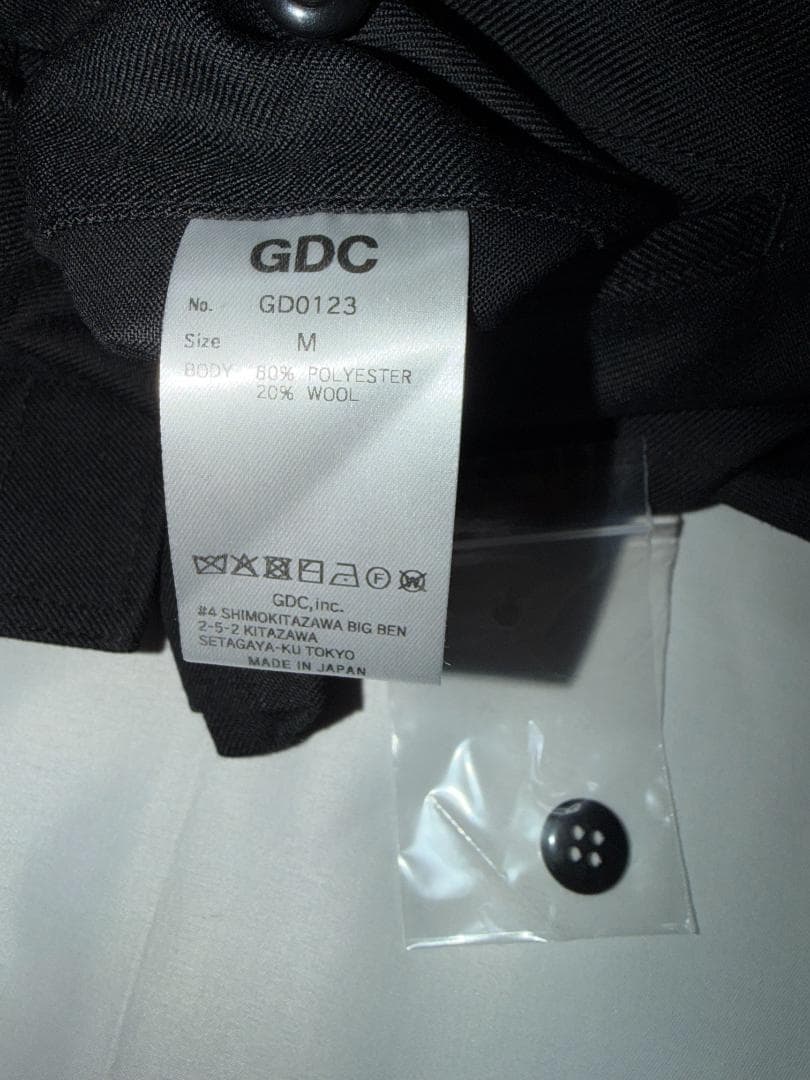 GDC
No. GD0123
Size M
BODY 80% POLYESTER
20% WOOL
F W
GDC,inc.
#4 SHIMOKITAZAWA BIG BEN
2-5-2 KITAZAWA
SETAGAYA-KU TOKYO
MADE IN JAPAN